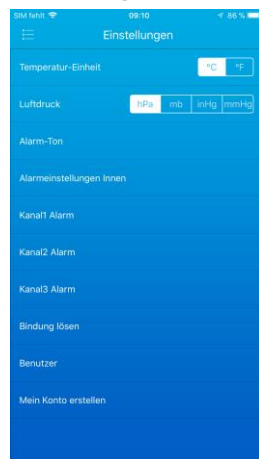 SIM fehlt 09:10 86 %
Einstellungen
Temperatur-Einheit °C °F
Luftdruck hPa mb inHg mmHg
Alarm-Ton
Alarmeinstellungen Innen
Kanal1 Alarm
Kanal2 Alarm
Kanal3 Alarm
Bindung lösen
Benutzer
Mein Konto erstellen